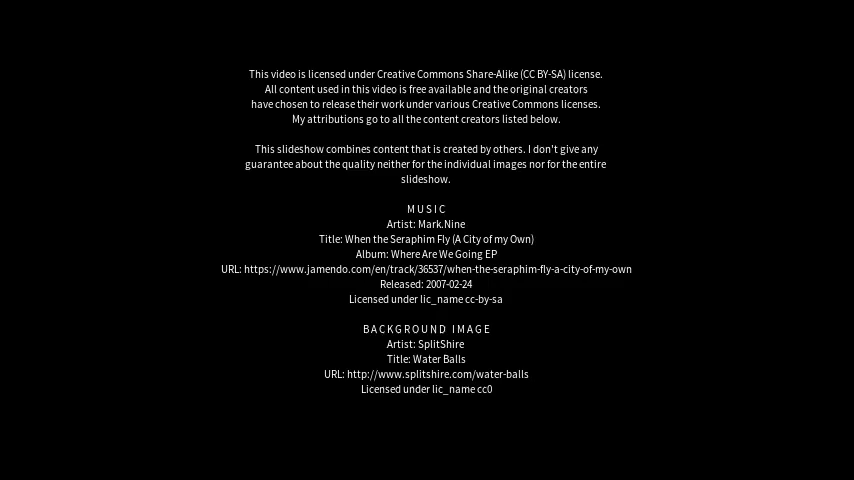 This video is licensed under Creative Commons Share-Alike (CC BY-SA) license.
All content used in this video is free available and the original creators
have chosen to release their work under various Creative Commons licenses.
My attributions go to all the content creators listed below.
This slideshow combines content that is created by others. I don't give any
guarantee about the quality neither for the individual images nor for the entire
slideshow.
MUSIC
Artist: Mark.Nine
Title: When the Seraphim Fly (A City of my Own)
Album: Where Are We Going EP
URL: https://www.jamendo.com/en/track/36537/when-the-seraphim-fly-a-city-of-my-own
Released: 2007-02-24
Licensed under lic_name cc-by-sa
BACKGROUND IMAGE
Artist: SplitShire
Title: Water Balls
URL: http://www.splitshire.com/water-balls
Licensed under lic_name cc0